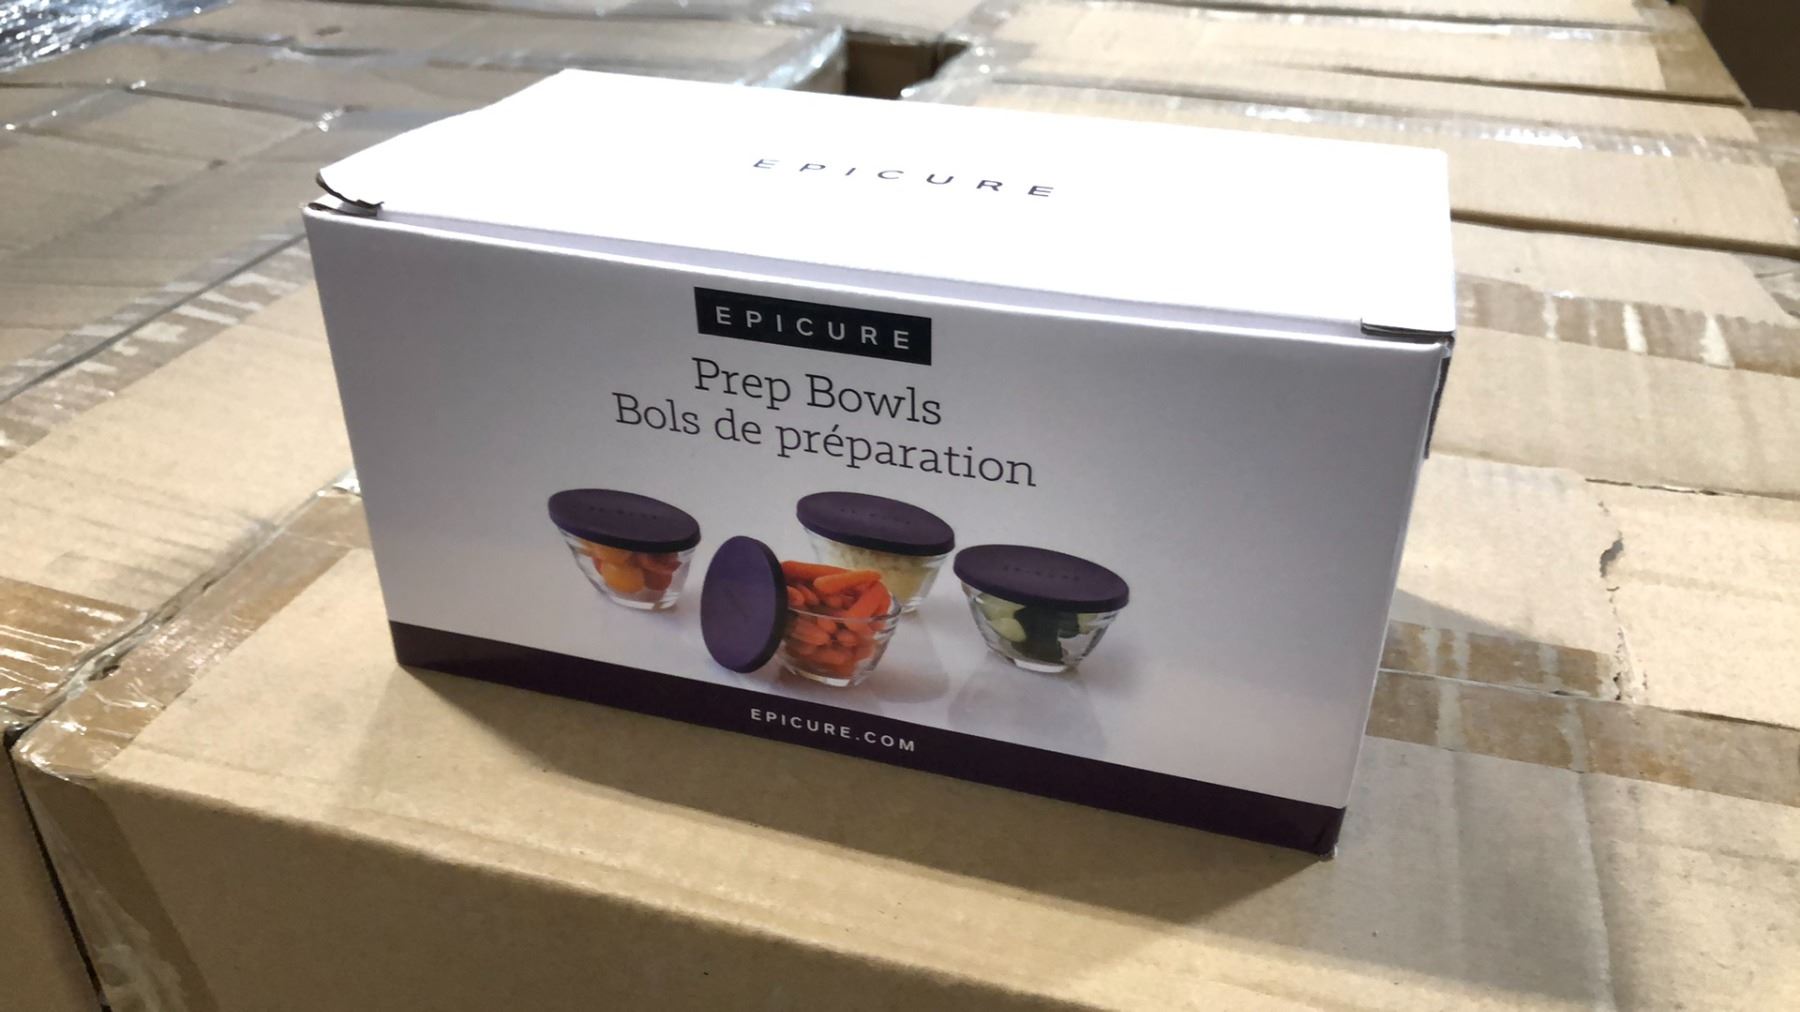 EPICURE
EPICURE
Prep Bowls
Bols de préparation
EPICURE.COM